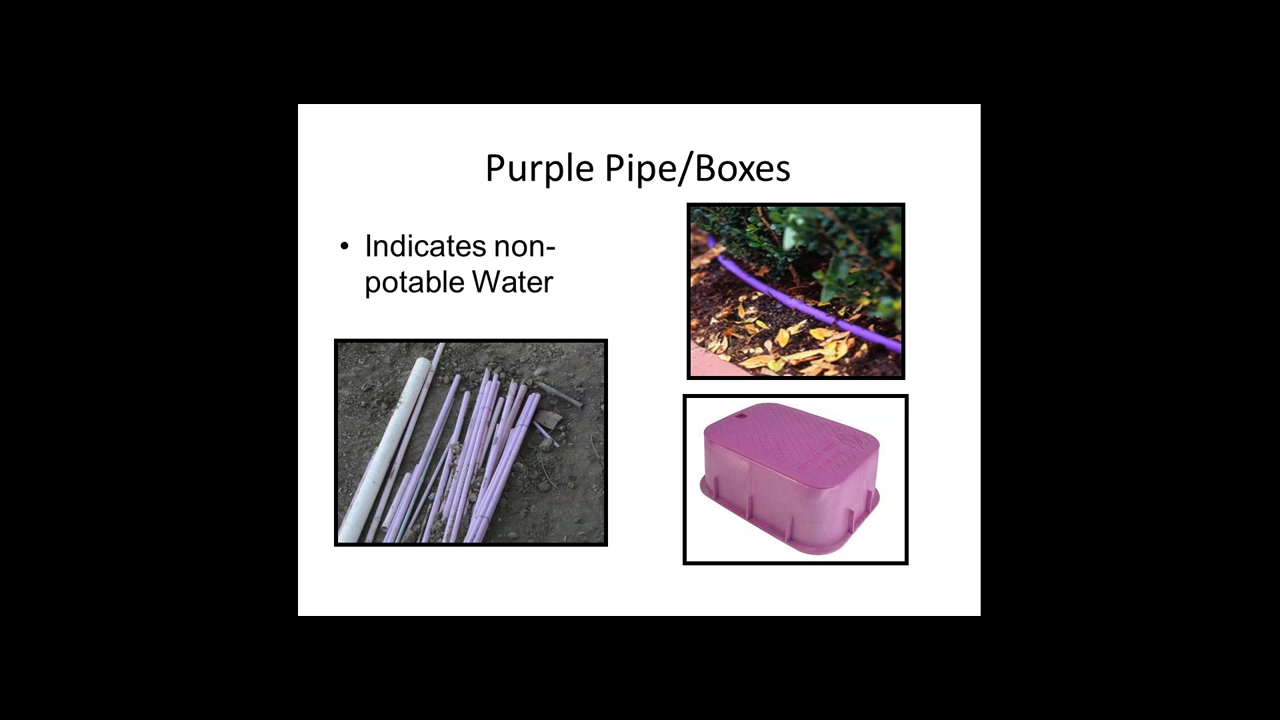 Purple Pipe/Boxes
• Indicates non-
potable Water